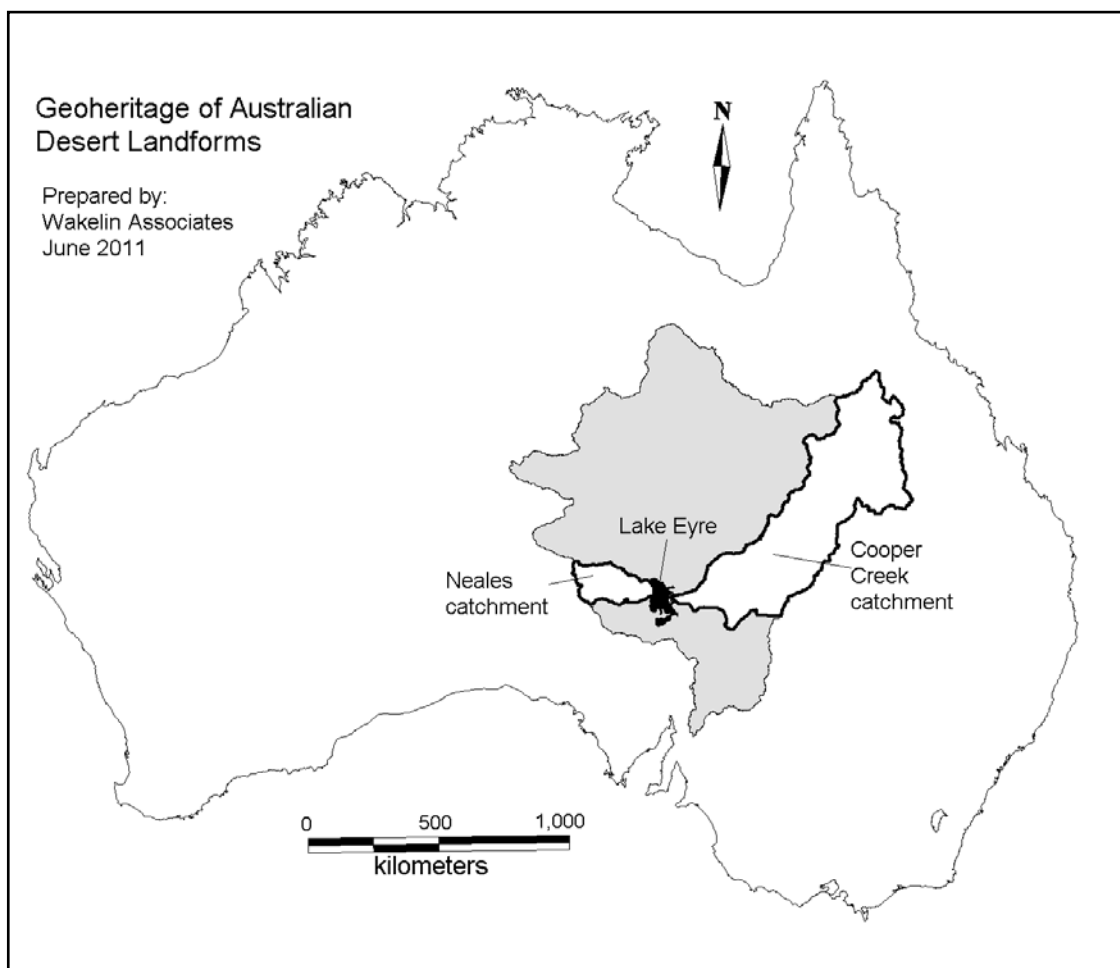 Geoheritage of Australian
Desert Landforms
Prepared by:
Wakelin Associates
June 2011
N
Lake Eyre
Neales
catchment
Cooper
Creek
catchment
0 500 1,000
kilometers